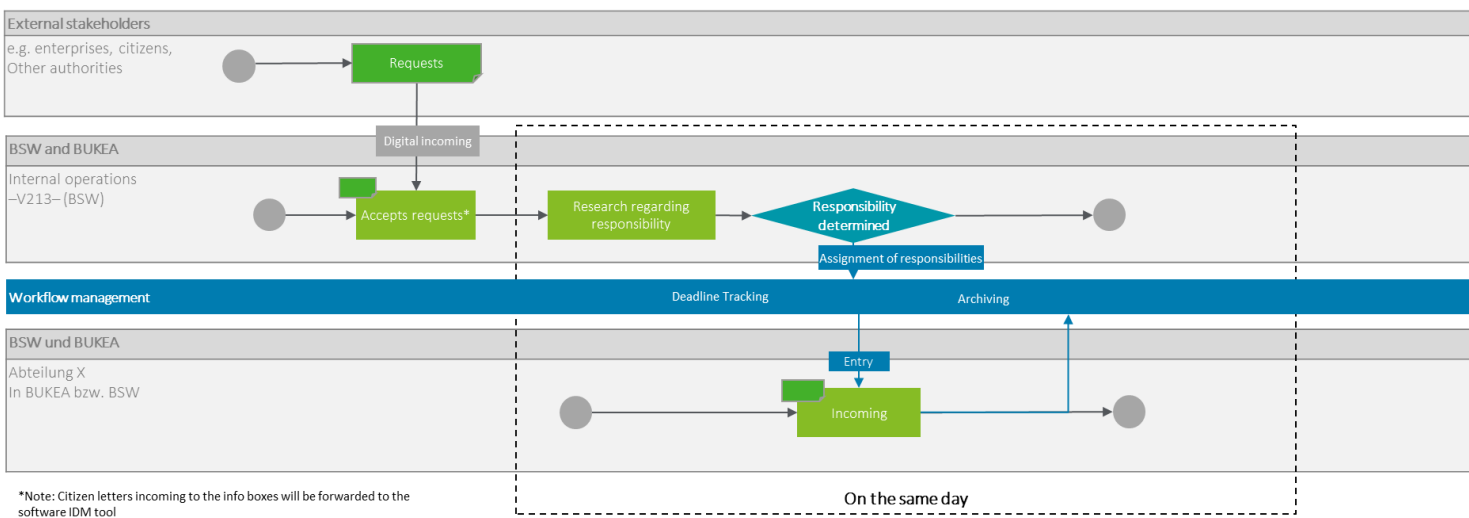 External stakeholders
e.g. enterprises, citizens,
Other authorities
Requests
Digital incoming
BSW and BUKEA
Internal operations
–V213– (BSW)
Accepts requests*
Research regarding
responsibility
Responsibility
determined
Assignment of responsibilities
Workflow management
Deadline Tracking
Archiving
BSW und BUKEA
Abteilung X
In BUKEA bzw. BSW
Entry
Incoming
*Note: Citizen letters incoming to the info boxes will be forwarded to the
software IDM tool
On the same day